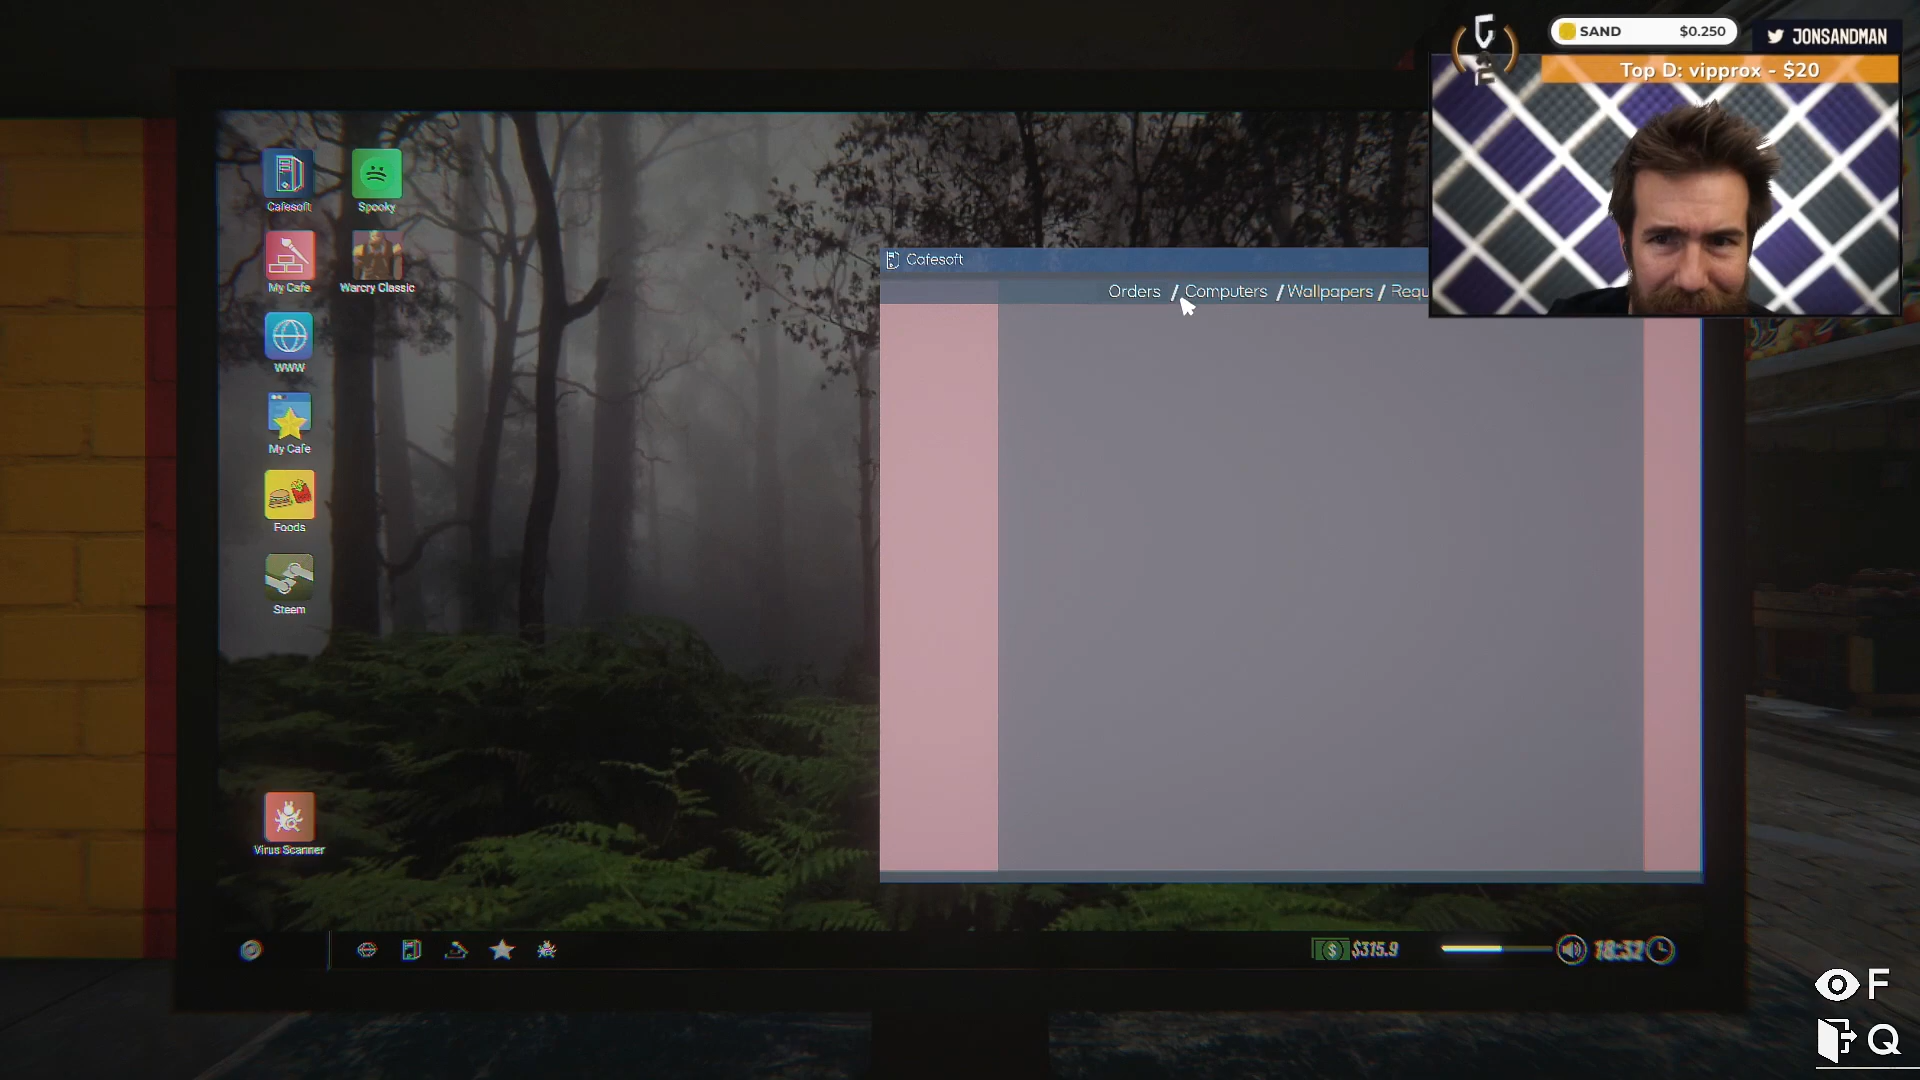 SAND $0.250
JONSANDMAN
Top D: vipprox - $20
Cafesoft
Spooky
My Cafe
Warcry Classic
WWW
My Cafe
Foods
Steem
Virus Scanner
Cafesoft
Orders / Computers / Wallpapers / Requ
$315.9
18:32
F
Q